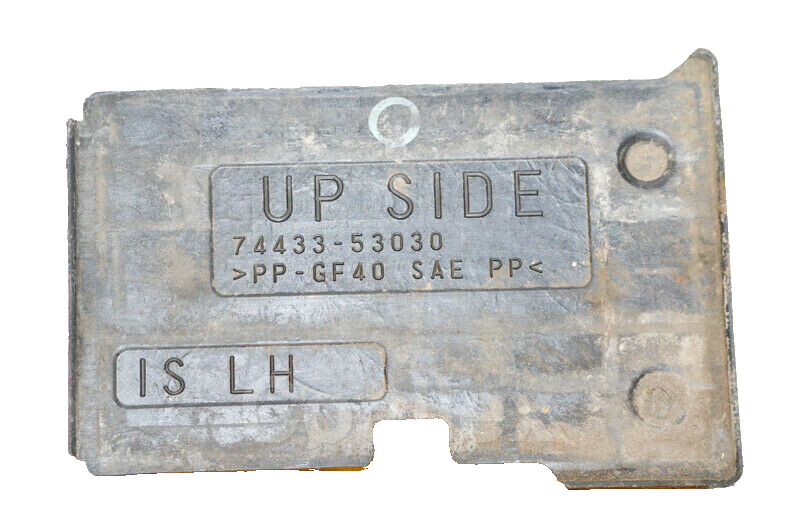 UP SIDE
74433-53030
>PP-GF40 SAE PP<
IS LH